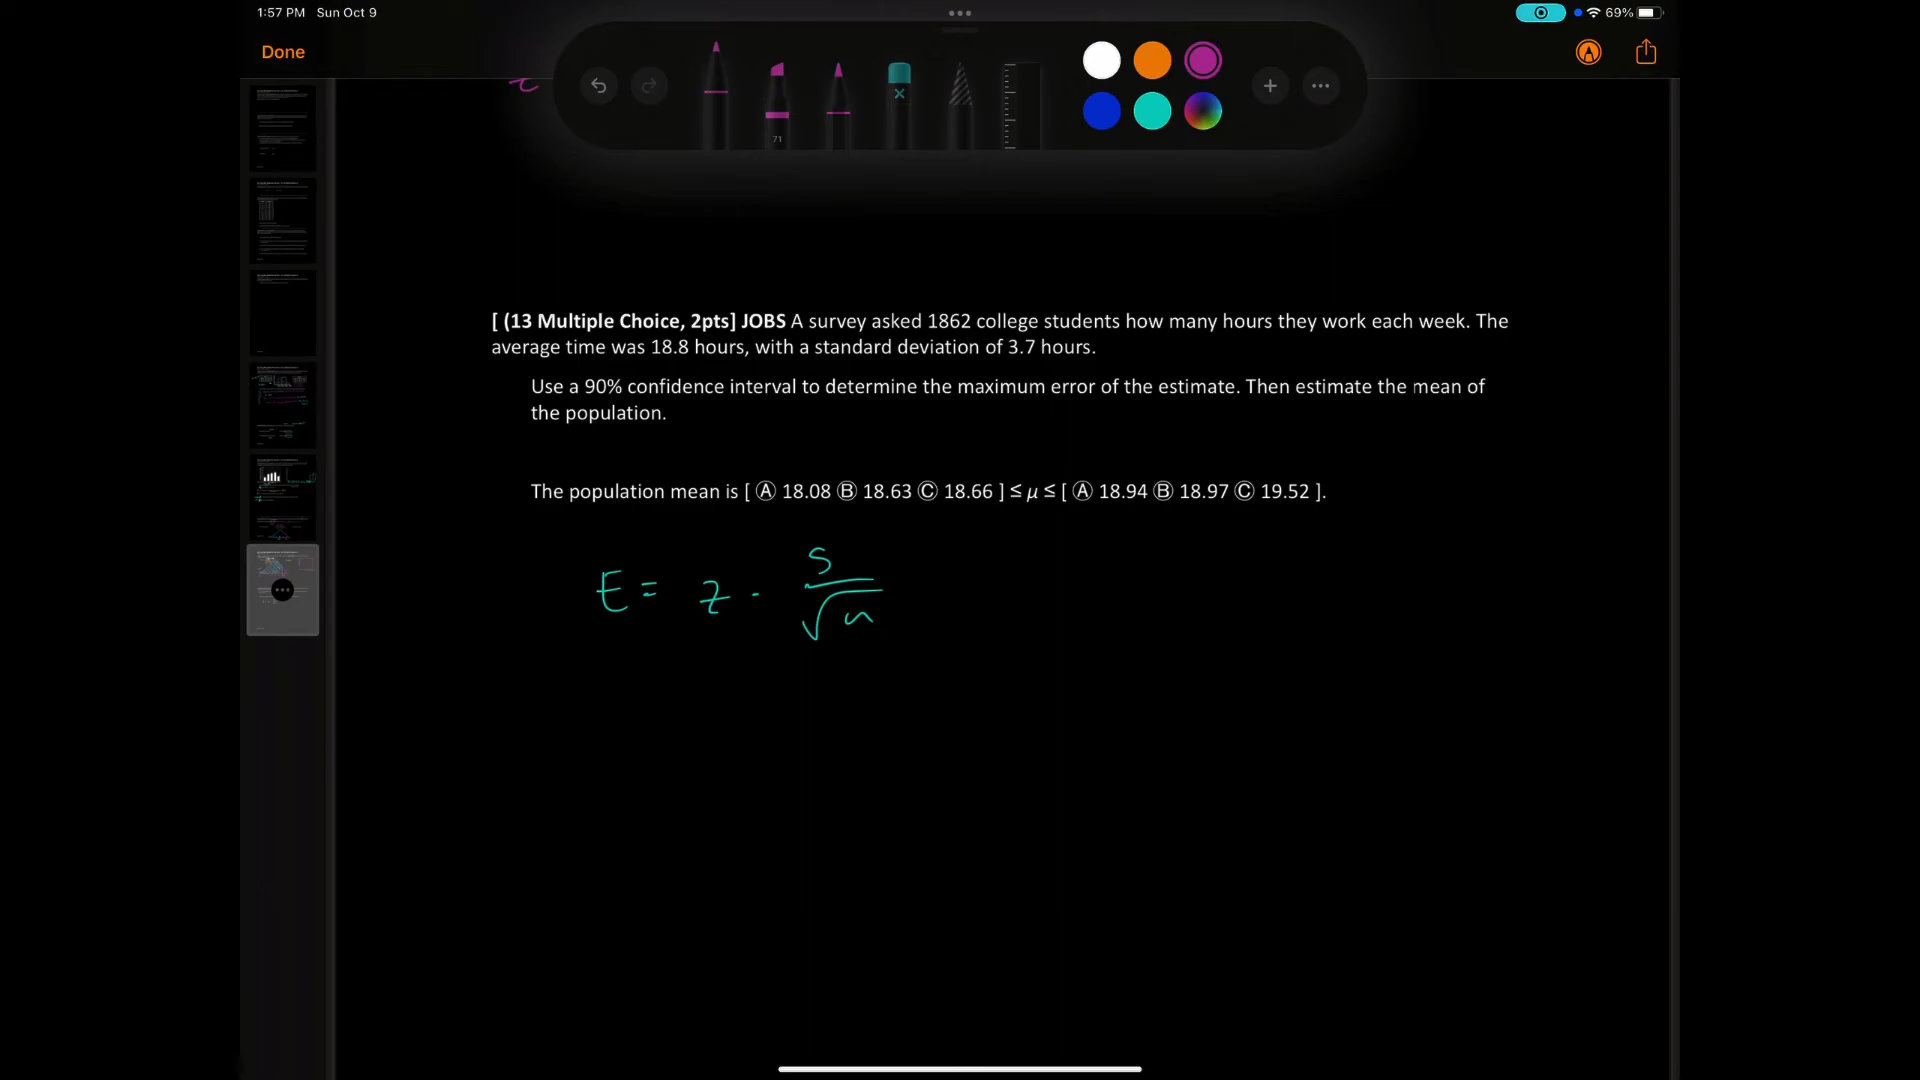 1:57 PM Sun Oct 9
69%
Done
71
[ (13 Multiple Choice, 2pts] JOBS A survey asked 1862 college students how many hours they work each week. The
average time was 18.8 hours, with a standard deviation of 3.7 hours.
Use a 90% confidence interval to determine the maximum error of the estimate. Then estimate the mean of
the population.
The population mean is [ Ⓐ 18.08 Ⓑ 18.63 Ⓒ 18.66 ] ≤ μ ≤ [ Ⓐ 18.94 Ⓑ 18.97 Ⓒ 19.52 ].
E = z · s/√n